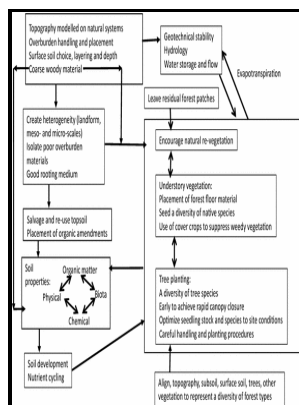 Topography modelled on natural systems
Overburden handling and placement
Surface soil choice, layering and depth
Coarse woody material
Geotechnical stability
Hydrology
Water storage and flow
Evapotranspiration
Leave residual forest patches
Create heterogeneity (landform,
meso- and micro-scales)
Isolate poor overburden
materials
Good rooting medium
Encourage natural re-vegetation
Understory vegetation:
Placement of forest floor material
Seed a diversity of native species
Use of cover crops to suppress weedy vegetation
Salvage and re-use topsoil
Placement of organic amendments
Soil
properties:
Organic matter
Physical
Biota
Chemical
Tree planting:
A diversity of tree species
Early to achieve rapid canopy closure
Optimize seedling stock and species to site conditions
Careful handling and planting procedures
Soil development
Nutrient cycling
Align, topography, subsoil, surface soil, trees, other
vegetation to represent a diversity of forest types